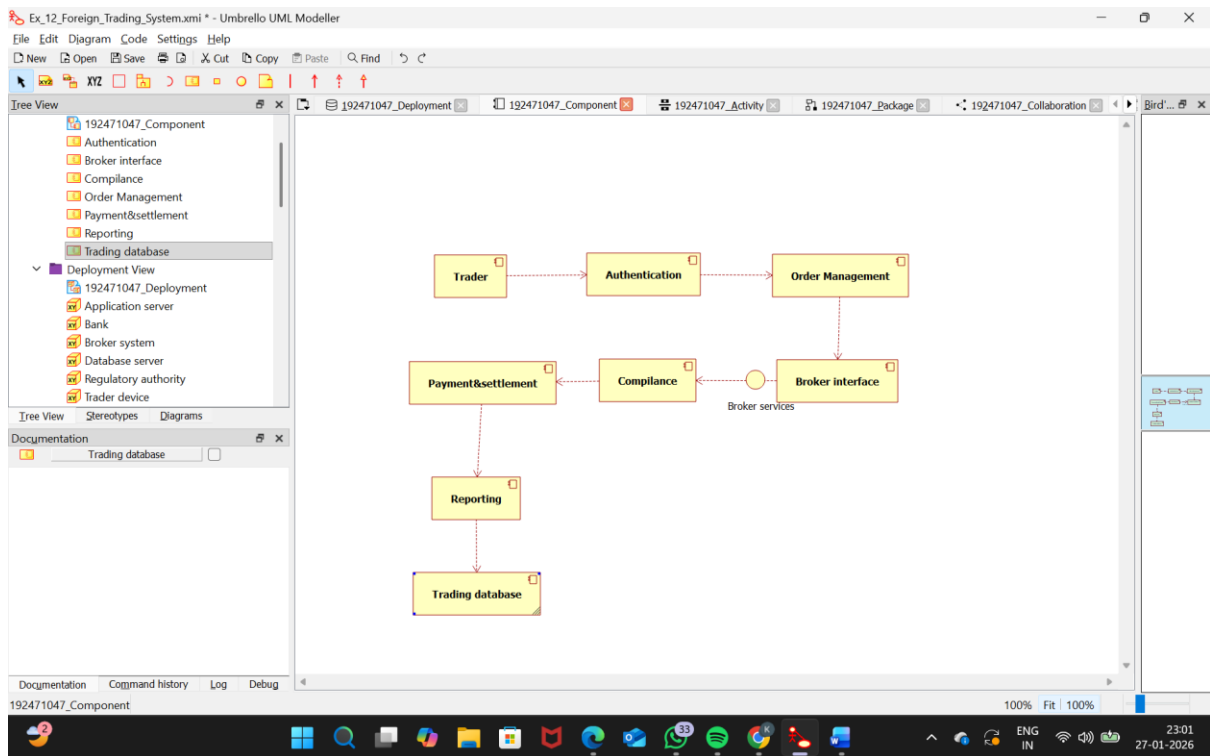 Ex_12_Foreign_Trading_System.xmi * - Umbrello UML Modeller
File Edit Diagram Code Settings Help
New Open Save Cut Copy Paste Find
XYZ XYZ
Tree View
192471047_Deployment 192471047_Component 192471047_Activity 192471047_Package 192471047_Collaboration
Bird'...
192471047_Component
Authentication
Broker interface
Compilance
Order Management
Payment&settlement
Reporting
Trading database
Deployment View
192471047_Deployment
Application server
Bank
Broker system
Database server
Regulatory authority
Trader device
Tree View Stereotypes Diagrams
Documentation
Trading database
Trader
Authentication
Order Management
Payment&settlement
Compilance
Broker interface
Broker services
Reporting
Trading database
Documentation Command history Log Debug
192471047_Component
100% Fit 100%
2
33
K
ENG
IN
23:01
27-01-2026